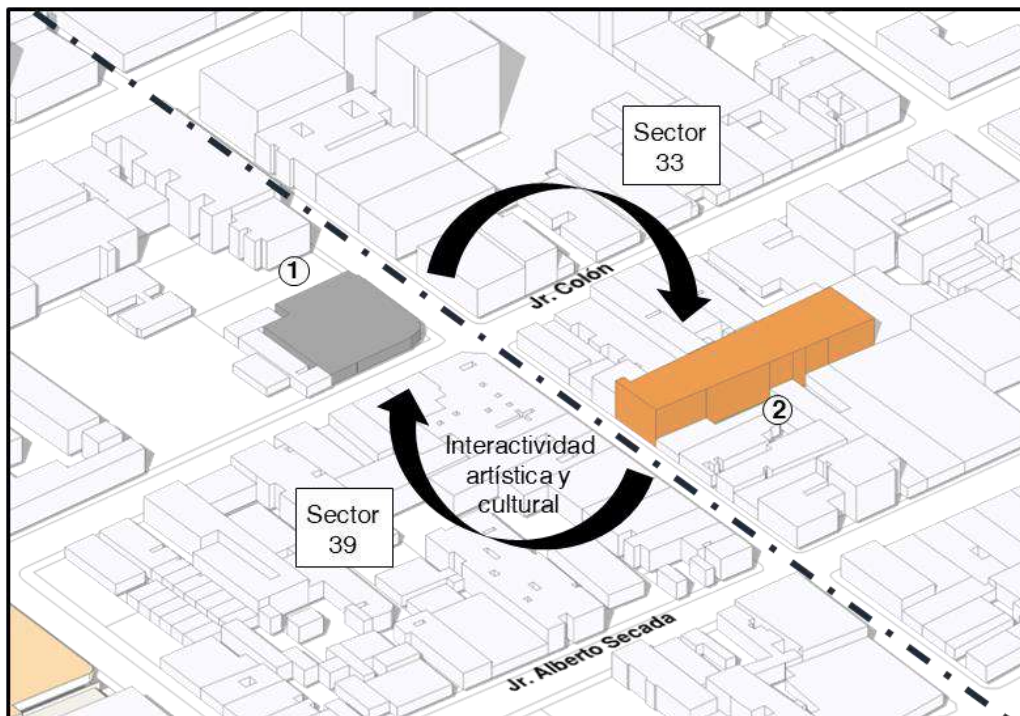 Sector
33
1
Jr. Colón
2
Interactividad
artística y
cultural
Sector
39
Jr. Alberto Secada